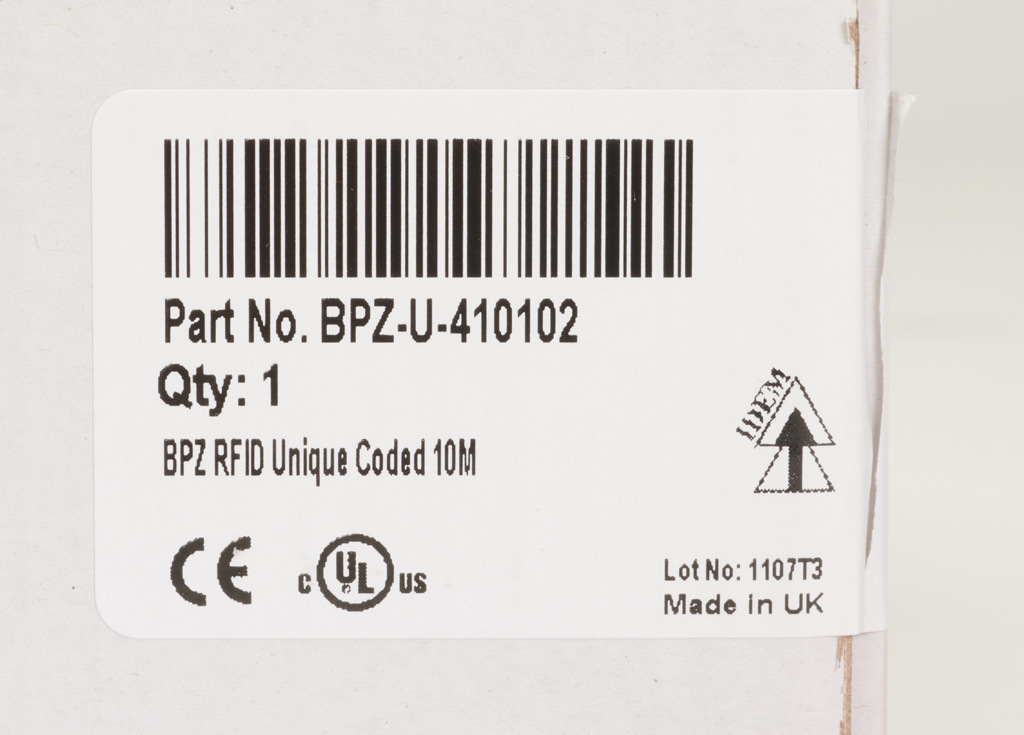 Part No. BPZ-U-410102
Qty: 1
IDEM
BPZ RFID Unique Coded 10M
CE
C UL US
Lot No: 1107T3
Made in UK